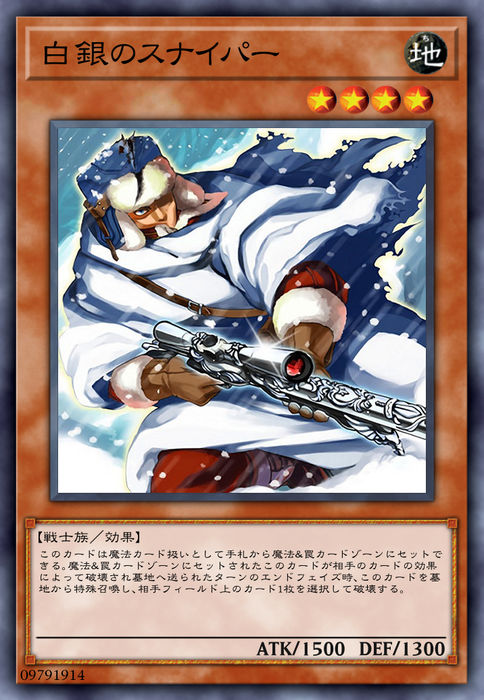 白銀のスナイパー
ち
地
【戦士族／効果】
このカードは魔法カード扱いとして手札から魔法&罠カードゾーンにセットで
きる。魔法&罠カードゾーンにセットされたこのカードが相手のカードの効果
によって破壊され墓地へ送られたターンのエンドフェイズ時、このカードを墓
地から特殊召喚し、相手フィールド上のカード1枚を選択して破壊する。
ATK/1500 DEF/1300
09791914